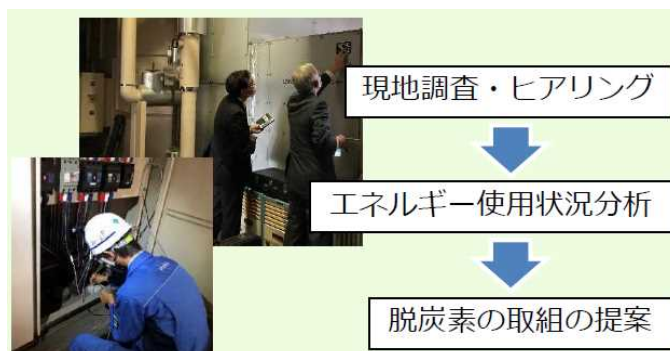 現地調査・ヒアリング
エネルギー使用状況分析
脱炭素の取組の提案